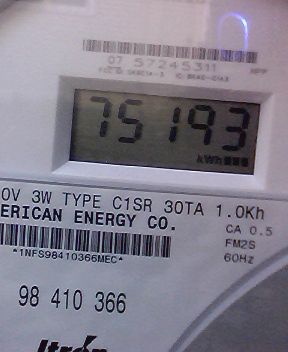 07 57245311
75193
kWh
0V 3W TYPE C1SR 30TA 1.0Kh
ERICAN ENERGY CO.
CA 0.5
FM2S
60Hz
*1NFS98410366MEC*
98 410 366
Itrón